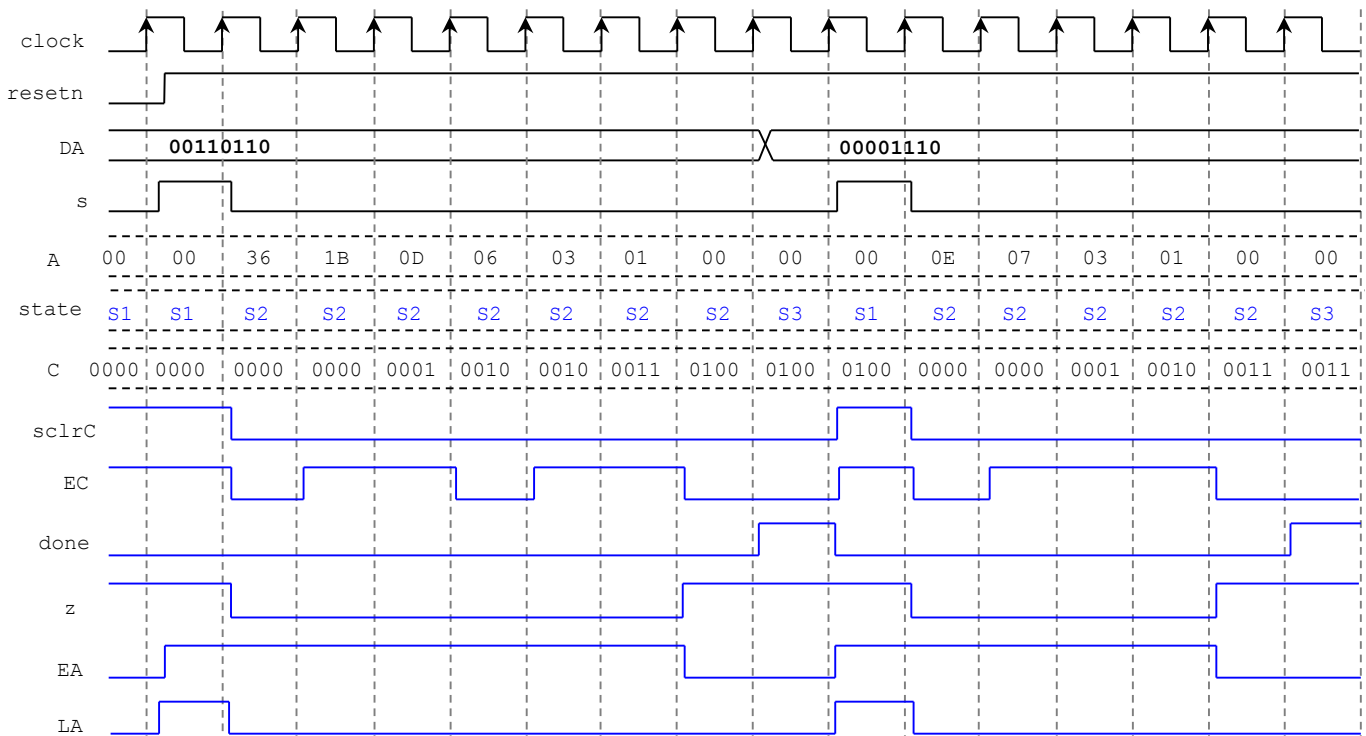 clock
resetn
DA 00110110 00001110
s
A 00 00 36 1B 0D 06 03 01 00 00 00 0E 07 03 01 00 00
state S1 S1 S2 S2 S2 S2 S2 S2 S2 S3 S1 S2 S2 S2 S2 S2 S3
C 0000 0000 0000 0000 0001 0010 0010 0011 0100 0100 0100 0000 0000 0001 0010 0011 0011
sclrC
EC
done
z
EA
LA